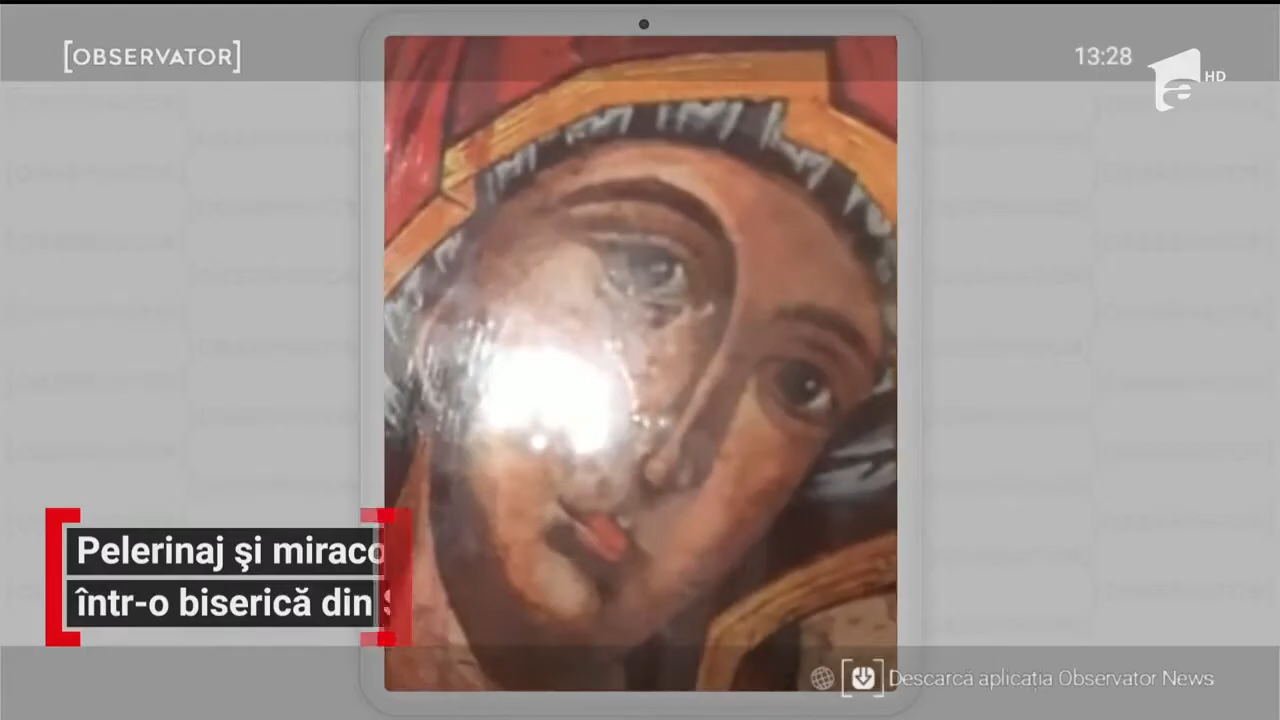 [OBSERVATOR]
13:28
HD
Pelerinaj şi miraco
într-o biserică din
Descarcă aplicația Observator News